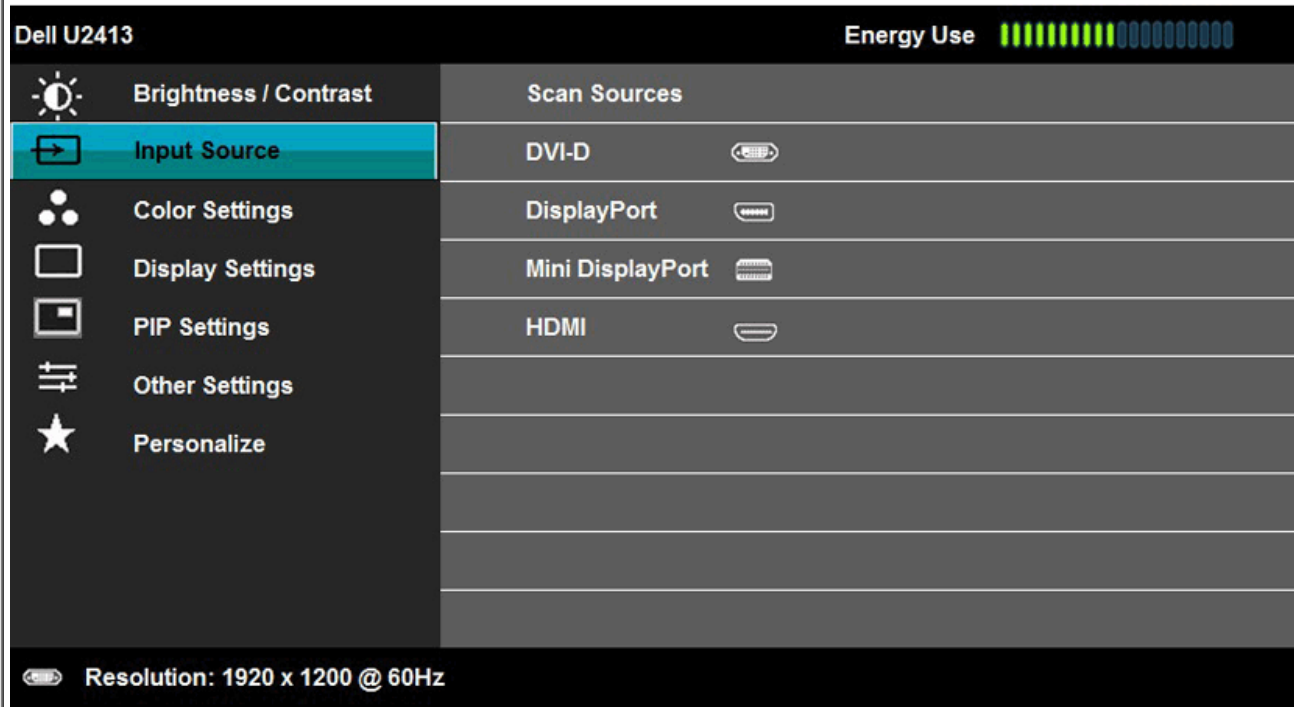 Dell U2413 Energy Use
Brightness / Contrast
Input Source
Color Settings
Display Settings
PIP Settings
Other Settings
Personalize
Scan Sources
DVI-D
DisplayPort
Mini DisplayPort
HDMI
Resolution: 1920 x 1200 @ 60Hz